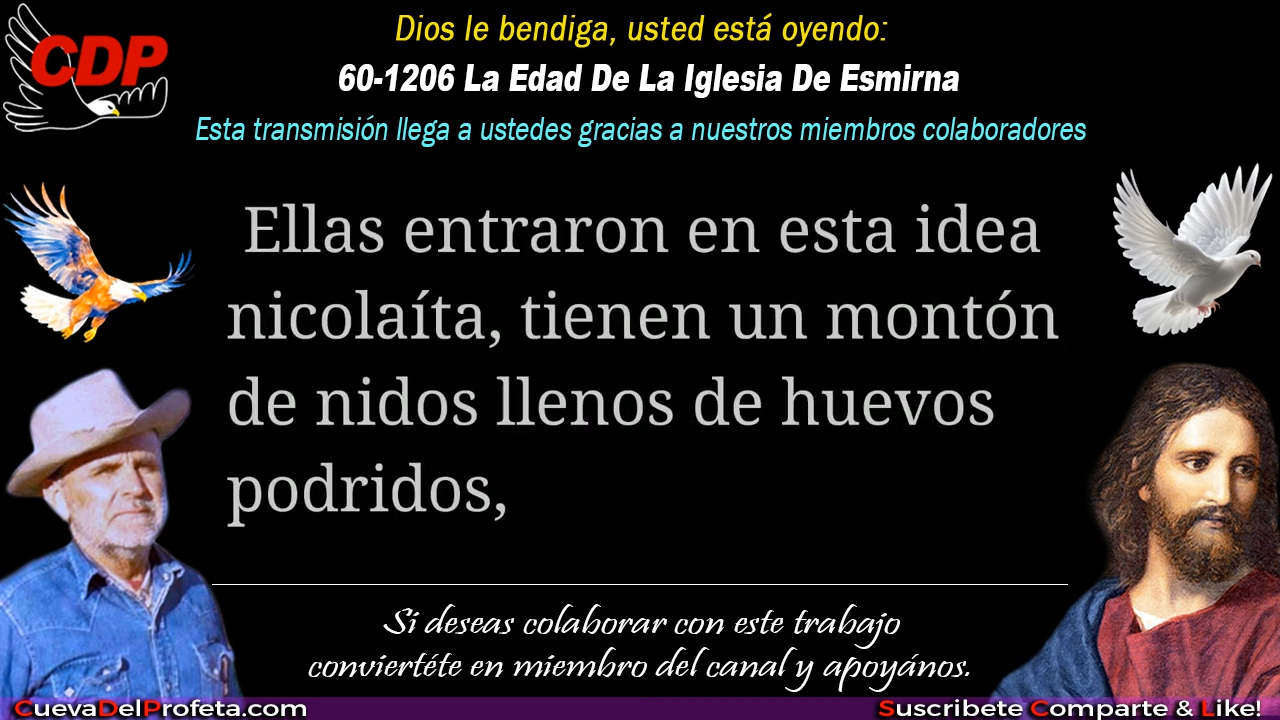 CDP
Dios le bendiga, usted está oyendo:
60-1206 La Edad De La Iglesia De Esmirna
Esta transmisión llega a ustedes gracias a nuestros miembros colaboradores
Ellas entraron en esta idea
nicolaíta, tienen un montón
de nidos llenos de huevos
podridos,
Si deseas colaborar con este trabajo
conviertéte en miembro del canal y apoyános.
CuevaDelProfeta.com
Suscribete Comparte & Like!